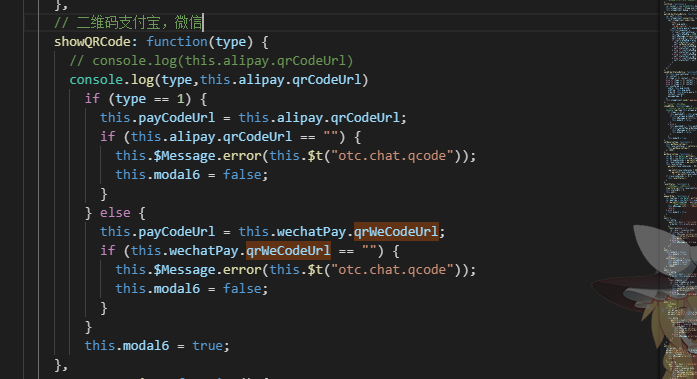 },
// 二维码支付宝，微信
showQRCode: function(type) {
// console.log(this.alipay.qrCodeUrl)
console.log(type,this.alipay.qrCodeUrl)
if (type == 1) {
this.payCodeUrl = this.alipay.qrCodeUrl;
if (this.alipay.qrCodeUrl == "") {
this.$Message.error(this.$t("otc.chat.qcode"));
this.modal6 = false;
}
} else {
this.payCodeUrl = this.wechatPay.qrWeCodeUrl;
if (this.wechatPay.qrWeCodeUrl == "") {
this.$Message.error(this.$t("otc.chat.qcode"));
this.modal6 = false;
}
}
this.modal6 = true;
},